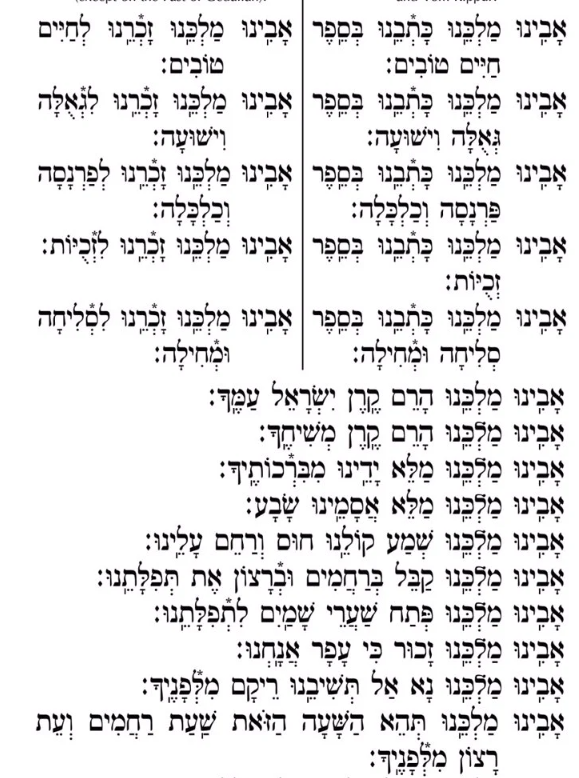 and Yom Kippur.
אָבִינוּ מַלְכֵּנוּ כָּתְבֵנוּ בְּסֵפֶר
חַיִּים טוֹבִים:
אָבִינוּ מַלְכֵּנוּ כָּתְבֵנוּ בְּסֵפֶר
גְּאֻלָּה וִישׁוּעָה:
אָבִינוּ מַלְכֵּנוּ כָּתְבֵנוּ בְּסֵפֶר
פַּרְנָסָה וְכַלְכָּלָה:
אָבִינוּ מַלְכֵּנוּ כָּתְבֵנוּ בְּסֵפֶר
זְכֻיּוֹת:
אָבִינוּ מַלְכֵּנוּ כָּתְבֵנוּ בְּסֵפֶר
סְלִיחָה וּמְחִילָה:
(except on the Fast of Gedaliah).
אָבִינוּ מַלְכֵּנוּ זָכְרֵנוּ לְחַיִּים
טוֹבִים:
אָבִינוּ מַלְכֵּנוּ זָכְרֵנוּ לִגְאֻלָּה
וִישׁוּעָה:
אָבִינוּ מַלְכֵּנוּ זָכְרֵנוּ לְפַרְנָסָה
וְכַלְכָּלָה:
אָבִינוּ מַלְכֵּנוּ זָכְרֵנוּ לִזְכֻיּוֹת:
אָבִינוּ מַלְכֵּנוּ זָכְרֵנוּ לִסְלִיחָה
וּמְחִילָה:
אָבִינוּ מַלְכֵּנוּ הָרֵם קֶרֶן יִשְׂרָאֵל עַמֶּךָ:
אָבִינוּ מַלְכֵּנוּ הָרֵם קֶרֶן מְשִׁיחֶךָ:
אָבִינוּ מַלְכֵּנוּ מַלֵּא יָדֵינוּ מִבִּרְכוֹתֶיךָ:
אָבִינוּ מַלְכֵּנוּ מַלֵּא אֲסָמֵינוּ שָׂבָע:
אָבִינוּ מַלְכֵּנוּ שְׁמַע קוֹלֵנוּ חוּס וְרַחֵם עָלֵינוּ:
אָבִינוּ מַלְכֵּנוּ קַבֵּל בְּרַחֲמִים וּבְרָצוֹן אֶת תְּפִלָּתֵנוּ:
אָבִינוּ מַלְכֵּנוּ פְּתַח שַׁעֲרֵי שָׁמַיִם לִתְפִלָּתֵנוּ:
אָבִינוּ מַלְכֵּנוּ זָכוּר כִּי עָפָר אֲנָחְנוּ:
אָבִינוּ מַלְכֵּנוּ נָא אַל תְּשִׁיבֵנוּ רֵיקָם מִלְּפָנֶיךָ:
אָבִינוּ מַלְכֵּנוּ תְּהֵא הַשָּׁעָה הַזֹּאת שְׁעַת רַחֲמִים וְעֵת
רָצוֹן מִלְּפָנֶיךָ: